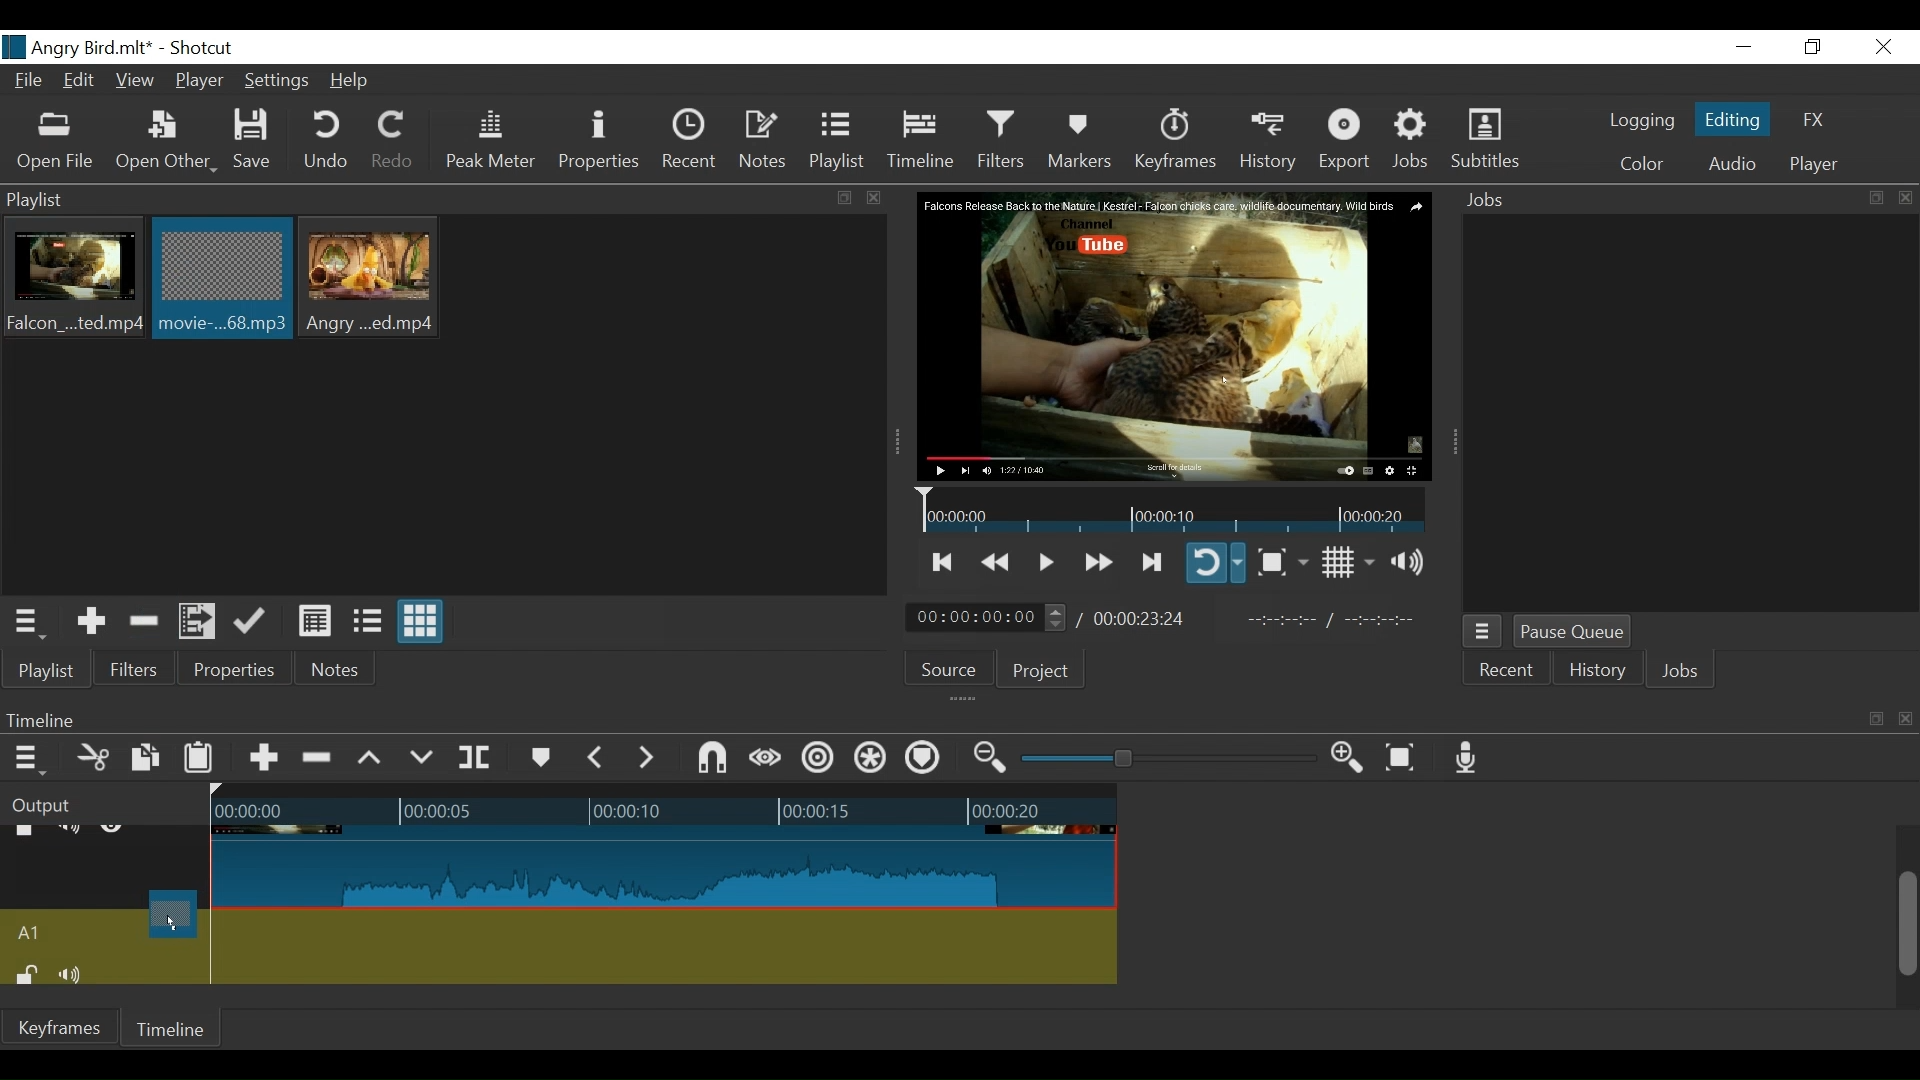 Angry Bird.mlt* - Shotcut
File Edit View Player Settings Help
Open File Open Other Save Undo Redo Peak Meter Properties Recent Notes Playlist Timeline Filters Markers Keyframes History Export Jobs Subtitles
Logging Editing FX
Color Audio Player
Playlist
Falcon_...ted.mp4 movie-...68.mp3 Angry ...ed.mp4
Falcons Release Back to the Nature | Kestrel - Falcon chicks care, wildlife documentary. Wild birds
Channel
YouTube
1:22 / 10:40
Scroll for details
00:00:00 00:00:10 00:00:20
00:00:00:00 / 00:00:23:24 --:--:--:-- / --:--:--:--
Jobs
Pause Queue
Playlist Filters Properties Notes
Source Project
Recent History Jobs
Timeline
Output
00:00:00 00:00:05 00:00:10 00:00:15 00:00:20
A1
Keyframes Timeline